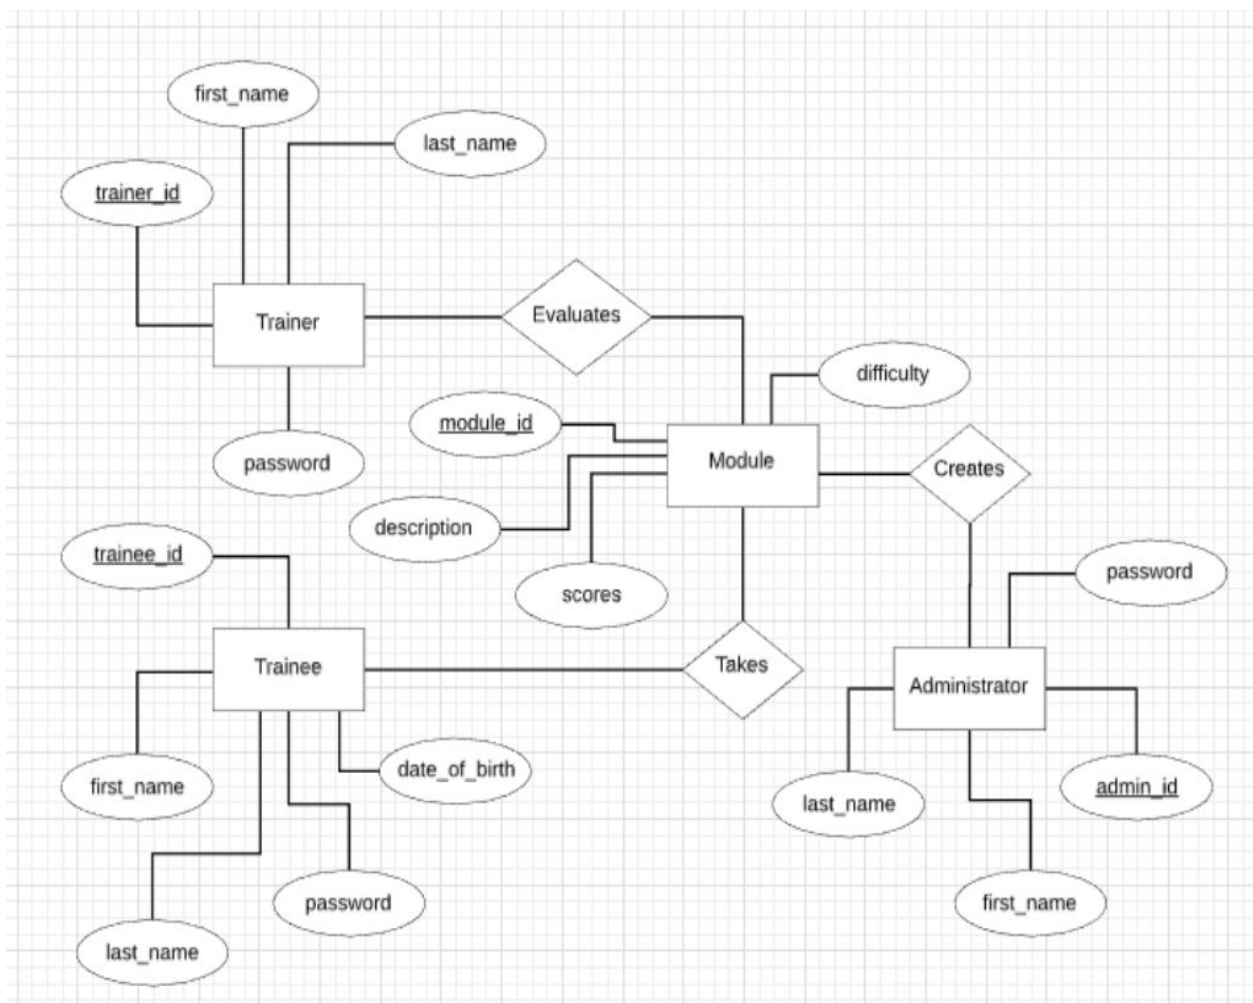 first_name
last_name
trainer_id
Trainer
Evaluates
difficulty
module_id
Module
Creates
password
description
trainee_id
scores
password
Trainee
Takes
Administrator
date_of_birth
first_name
last_name
admin_id
password
first_name
last_name